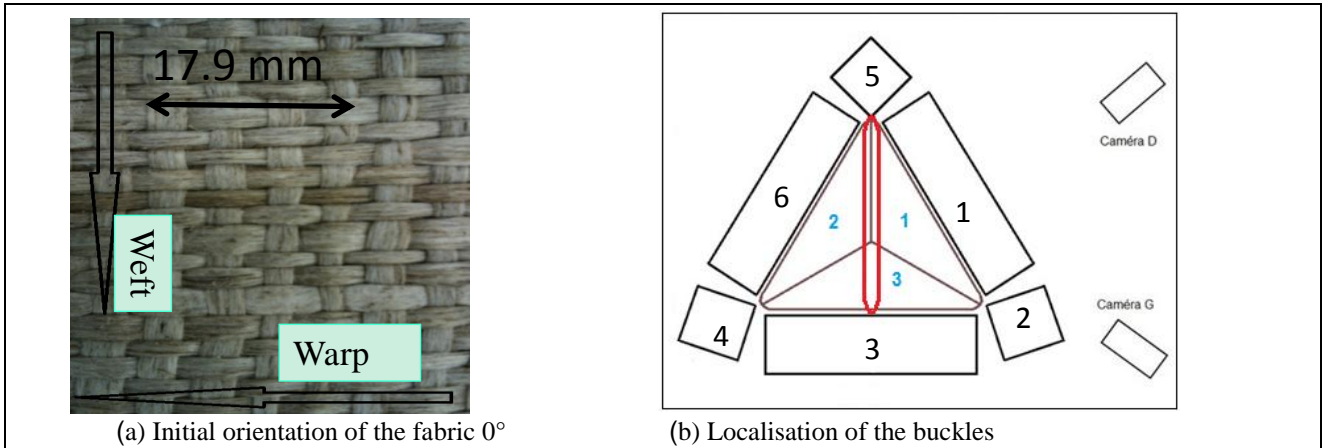 17.9 mm
Weft
Warp
(a) Initial orientation of the fabric 0°
5
6
1
2
1
3
4
3
2
Caméra D
Caméra G
(b) Localisation of the buckles